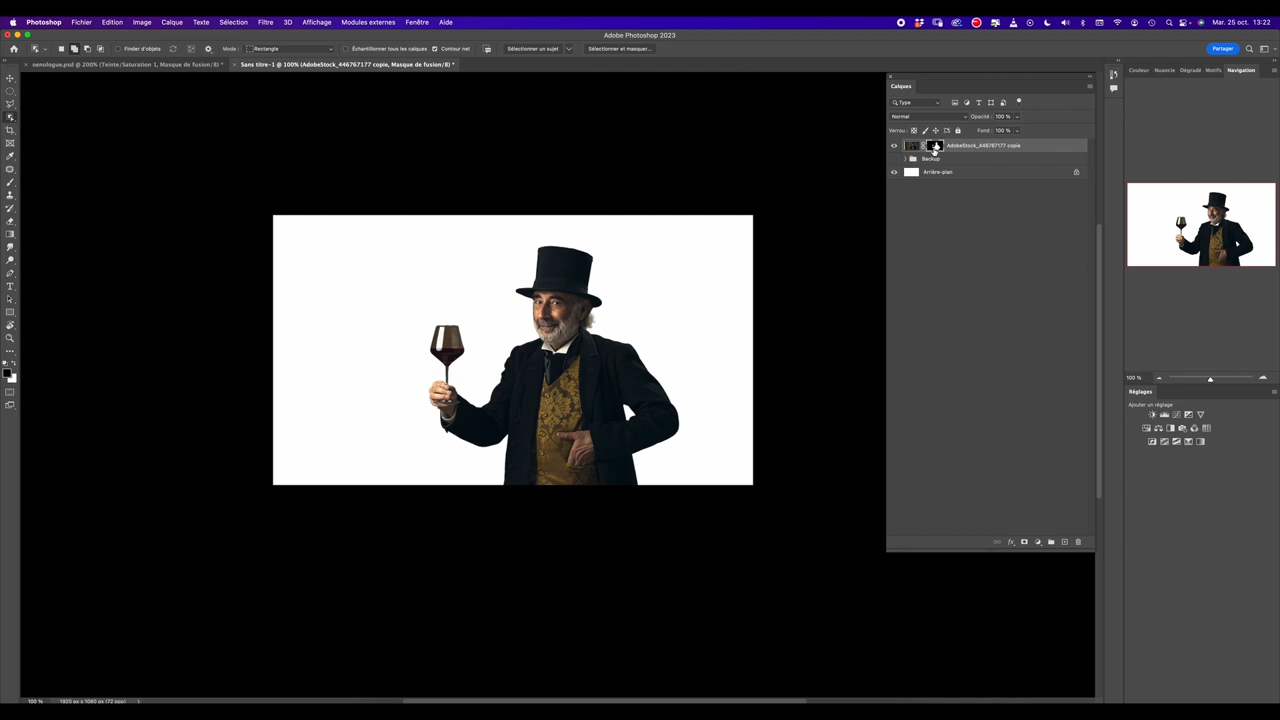 Photoshop Fichier Edition Image Calque Texte Sélection Filtre 3D Affichage Modules externes Fenêtre Aide Mar. 25 oct. 13:22
Adobe Photoshop 2023
Finder d'objets Mode : Rectangle Échantillonner tous les calques Contour net Sélectionner un sujet Sélectionner et masquer... Partager
oenologue.psd @ 200% (Teinte/Saturation 1, Masque de fusion/8) * Sans titre-1 @ 100% (AdobeStock_446767177 copie, Masque de fusion/8) *
Couleur Nuancie Dégradé Motifs Navigation
Calques
Type
Normal Opacité : 100 %
Verrou : Fond : 100 %
AdobeStock_446767177 copie
Backup
Arrière-plan
100 %
Réglages
Ajouter un réglage
100 % 1920 px x 1080 px (72 ppp)